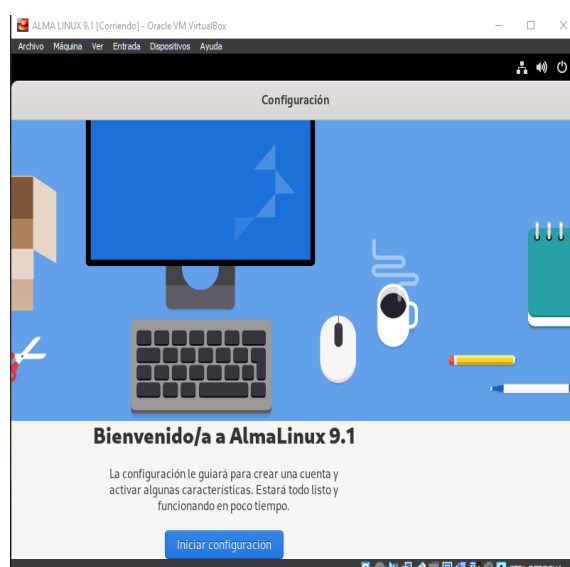 ALMA LINUX 9.1 [Corriendo] - Oracle VM VirtualBox
Archivo Máquina Ver Entrada Dispositivos Ayuda
Configuración
Bienvenido/a a AlmaLinux 9.1
La configuración le guiará para crear una cuenta y
activar algunas características. Estará todo listo y
funcionando en poco tiempo.
Iniciar configuración